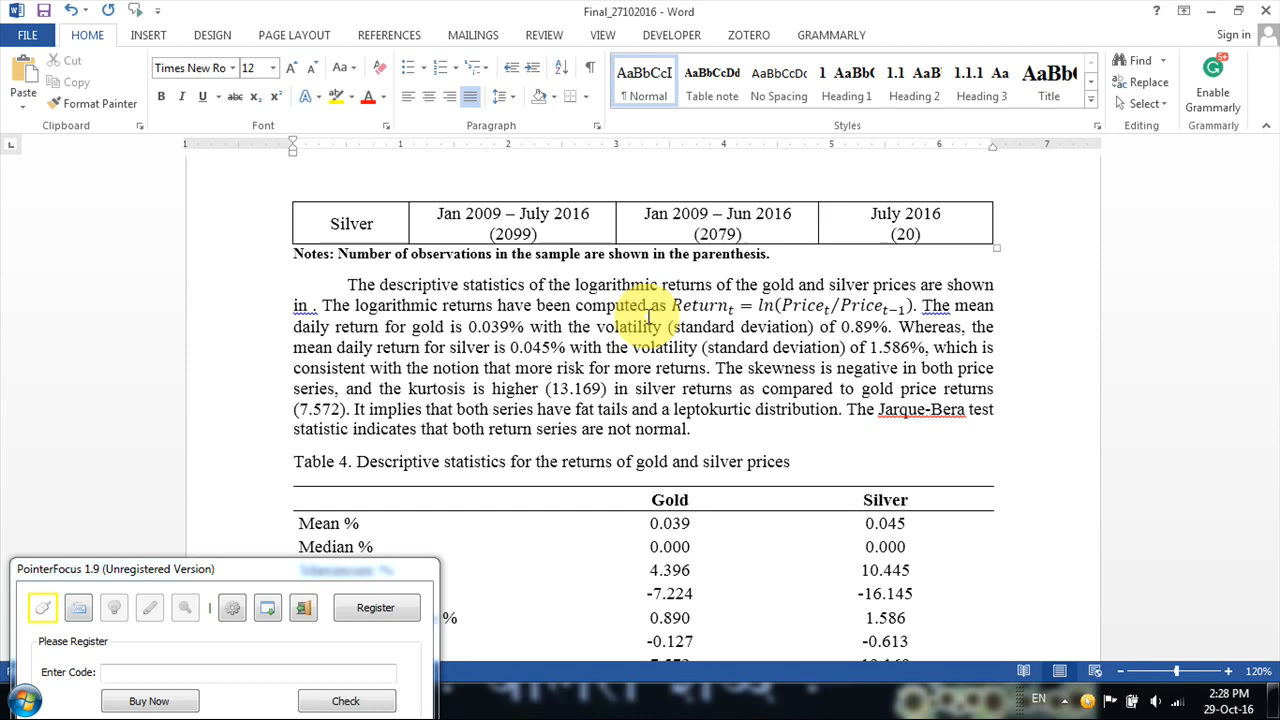 Final_27102016 - Word
FILE HOME INSERT DESIGN PAGE LAYOUT REFERENCES MAILINGS REVIEW VIEW DEVELOPER ZOTERO GRAMMARLY Sign in
Paste Cut Copy Format Painter
Clipboard
Times New Ro 12
Font
Paragraph
AaBbCcI AaBbCcDd AaBbCcDc 1 AaBbC 1.1 AaB 1.1.1 Aa AaBbC
¶ Normal Table note No Spacing Heading 1 Heading 2 Heading 3 Title
Styles
Find
Replace
Select
Editing
Enable
Grammarly
Grammarly
1 1 2 3 4 5 6 7
Silver Jan 2009 – July 2016 (2099) Jan 2009 – Jun 2016 (2079) July 2016 (20)
Notes: Number of observations in the sample are shown in the parenthesis.
The descriptive statistics of the logarithmic returns of the gold and silver prices are shown
in . The logarithmic returns have been computed as Returnₜ = ln(Priceₜ/Priceₜ₋₁). The mean
daily return for gold is 0.039% with the volatility (standard deviation) of 0.89%. Whereas, the
mean daily return for silver is 0.045% with the volatility (standard deviation) of 1.586%, which is
consistent with the notion that more risk for more returns. The skewness is negative in both price
series, and the kurtosis is higher (13.169) in silver returns as compared to gold price returns
(7.572). It implies that both series have fat tails and a leptokurtic distribution. The Jarque-Bera test
statistic indicates that both return series are not normal.
Table 4. Descriptive statistics for the returns of gold and silver prices
Gold Silver
Mean % 0.039 0.045
Median % 0.000 0.000
4.396 10.445
-7.224 -16.145
% 0.890 1.586
-0.127 -0.613
PointerFocus 1.9 (Unregistered Version)
Register
Please Register
Enter Code:
Buy Now Check
120%
EN
2:28 PM
29-Oct-16